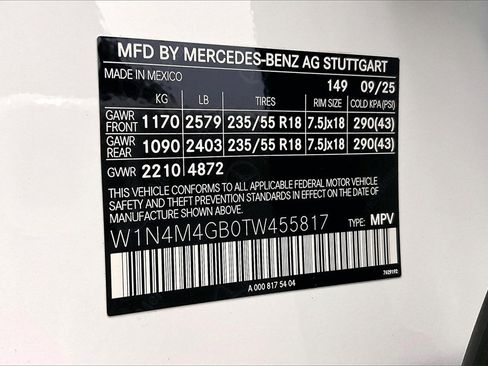 MFD BY MERCEDES-BENZ AG STUTTGART
MADE IN MEXICO 149 09/25
KG LB TIRES RIM SIZE COLD KPA (PSI)
GAWR FRONT 1170 2579 235/55 R18 7.5Jx18 290(43)
GAWR REAR 1090 2403 235/55 R18 7.5Jx18 290(43)
GVWR 2210 4872
THIS VEHICLE CONFORMS TO ALL APPLICABLE FEDERAL MOTOR VEHICLE
SAFETY AND THEFT PREVENTION STANDARDS IN EFFECT ON THE DATE OF
MANUFACTURE SHOWN ABOVE.
W1N4M4GB0TW455817 TYPE: MPV
A 000 817 54 04 7409192